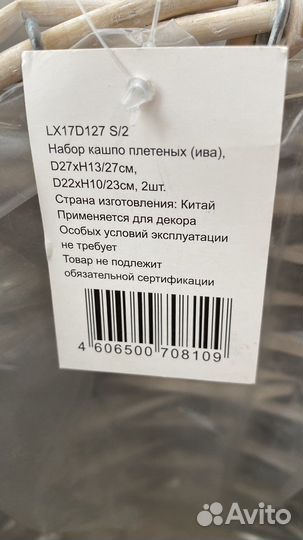 LX17D127 S/2
Набор кашпо плетеных (ива),
D27xH13/27см,
D22xH10/23см, 2шт.
Страна изготовления: Китай
Применяется для декора
Особых условий эксплуатации
не требует
Товар не подлежит
обязательной сертификации
4 606500 708109
Avito